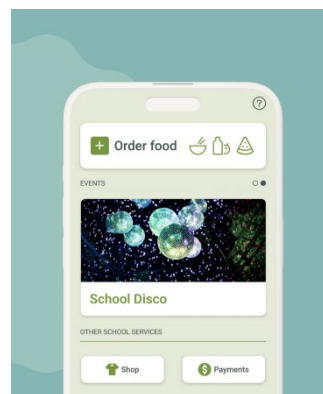 ?
Order food
EVENTS
School Disco
OTHER SCHOOL SERVICES
Shop
$ Payments